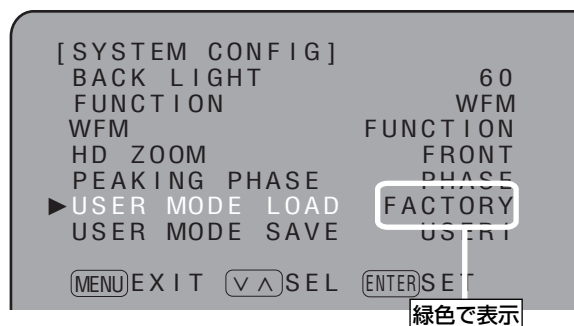 [SYSTEM CONFIG]
BACK LIGHT 60
FUNCTION WFM
WFM FUNCTION
HD ZOOM FRONT
PEAKING PHASE PHASE
▶USER MODE LOAD FACTORY
USER MODE SAVE USER1
MENU EXIT ∨∧ SEL ENTER SET
緑色で表示